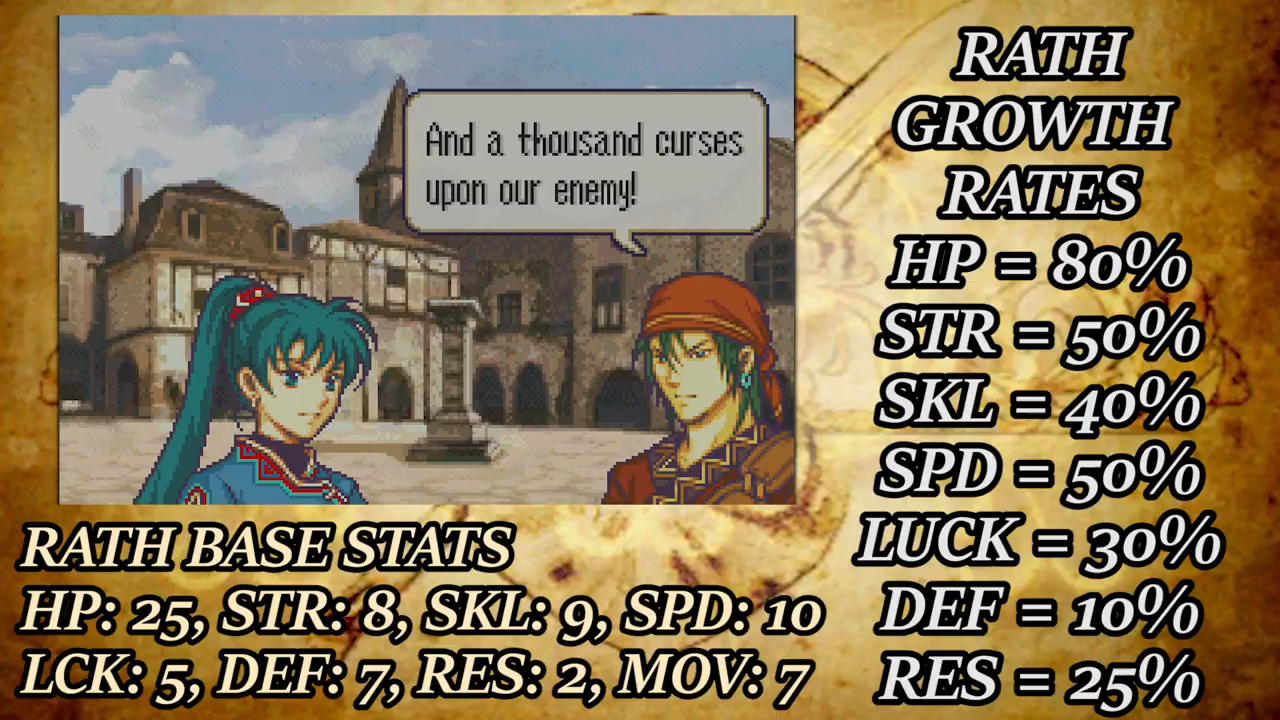 And a thousand curses
upon our enemy!
RATH BASE STATS
HP: 25, STR: 8, SKL: 9, SPD: 10
LCK: 5, DEF: 7, RES: 2, MOV: 7
RATH
GROWTH
RATES
HP = 80%
STR = 50%
SKL = 40%
SPD = 50%
LUCK = 30%
DEF = 10%
RES = 25%